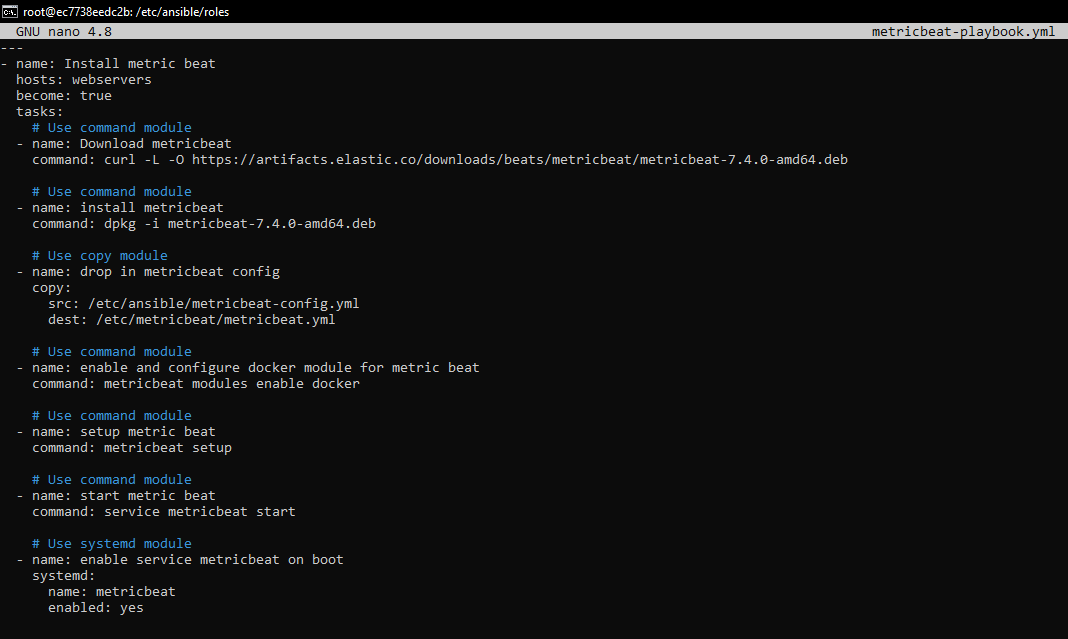 root@ec7738eedc2b: /etc/ansible/roles
GNU nano 4.8 metricbeat-playbook.yml
---
- name: Install metric beat
  hosts: webservers
  become: true
  tasks:
    # Use command module
  - name: Download metricbeat
    command: curl -L -O https://artifacts.elastic.co/downloads/beats/metricbeat/metricbeat-7.4.0-amd64.deb

    # Use command module
  - name: install metricbeat
    command: dpkg -i metricbeat-7.4.0-amd64.deb

    # Use copy module
  - name: drop in metricbeat config
    copy:
      src: /etc/ansible/metricbeat-config.yml
      dest: /etc/metricbeat/metricbeat.yml

    # Use command module
  - name: enable and configure docker module for metric beat
    command: metricbeat modules enable docker

    # Use command module
  - name: setup metric beat
    command: metricbeat setup

    # Use command module
  - name: start metric beat
    command: service metricbeat start

    # Use systemd module
  - name: enable service metricbeat on boot
    systemd:
      name: metricbeat
      enabled: yes